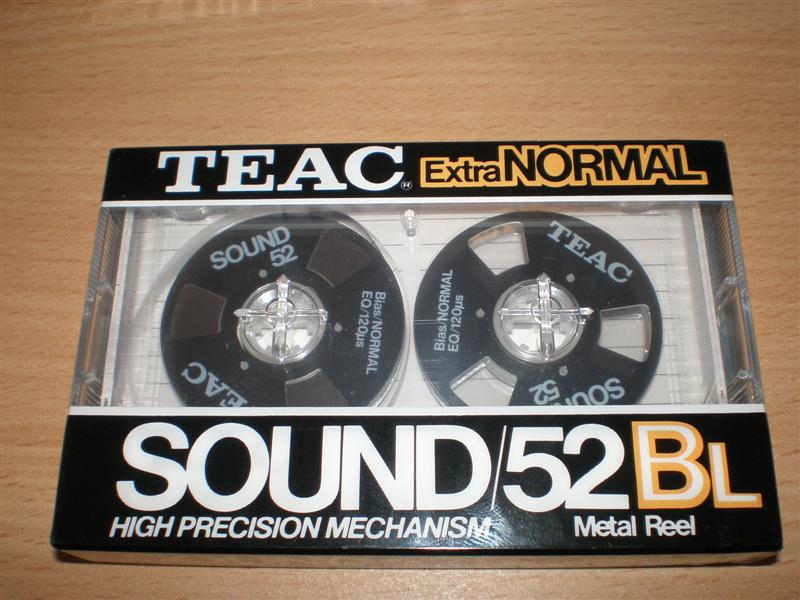 TEAC® ExtraNORMAL
SOUND
52
Bias/NORMAL
EQ/120µs
TEAC
TEAC
Bias/NORMAL
EQ/120µs
SOUND
52
SOUND/52 BL
HIGH PRECISION MECHANISM
Metal Reel